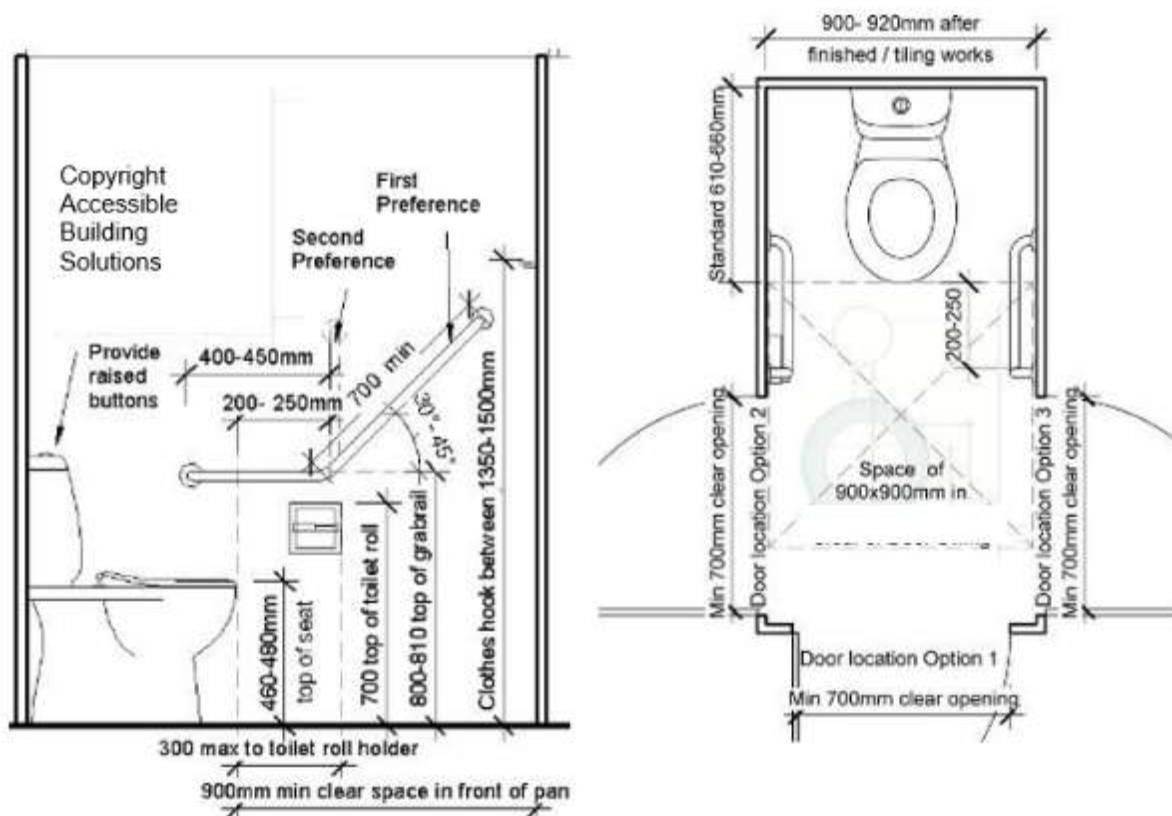 Copyright
Accessible
Building
Solutions
First
Preference
Second
Preference
Provide
raised
buttons
400-450mm
200- 250mm
700 min
30°- 45°
460-480mm
top of seat
700 top of toilet roll
800-810 top of grabrail
Clothes hook between 1350-1500mm
300 max to toilet roll holder
900mm min clear space in front of pan
900- 920mm after
finished / tiling works
Standard 610-660mm
200-250
Min 700mm clear opening
Door location Option 2
Space of
900x900mm in
Door location Option 3
Min 700mm clear opening
Door location Option 1
Min 700mm clear opening